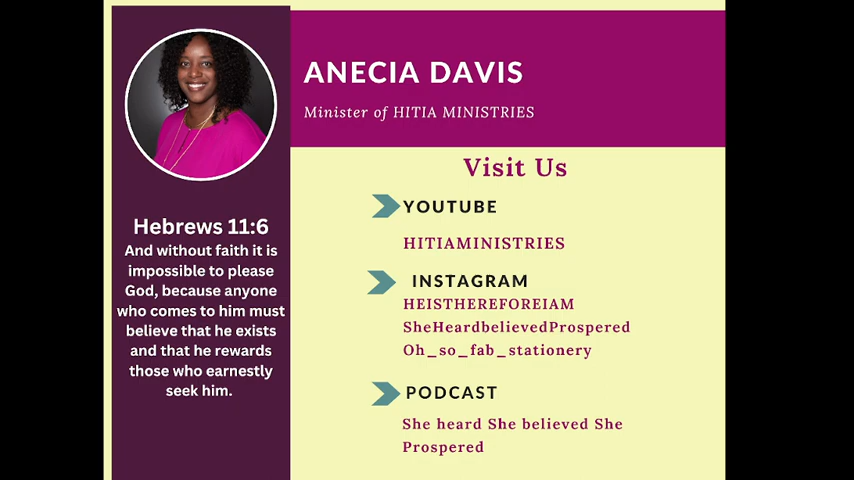 ANECIA DAVIS
Minister of HITIA MINISTRIES
Hebrews 11:6
And without faith it is
impossible to please
God, because anyone
who comes to him must
believe that he exists
and that he rewards
those who earnestly
seek him.
Visit Us
YOUTUBE
HITIAMINISTRIES
INSTAGRAM
HEISTHEREFOREIAM
SheHeardbelievedProspered
Oh_so_fab_stationery
PODCAST
She heard She believed She
Prospered